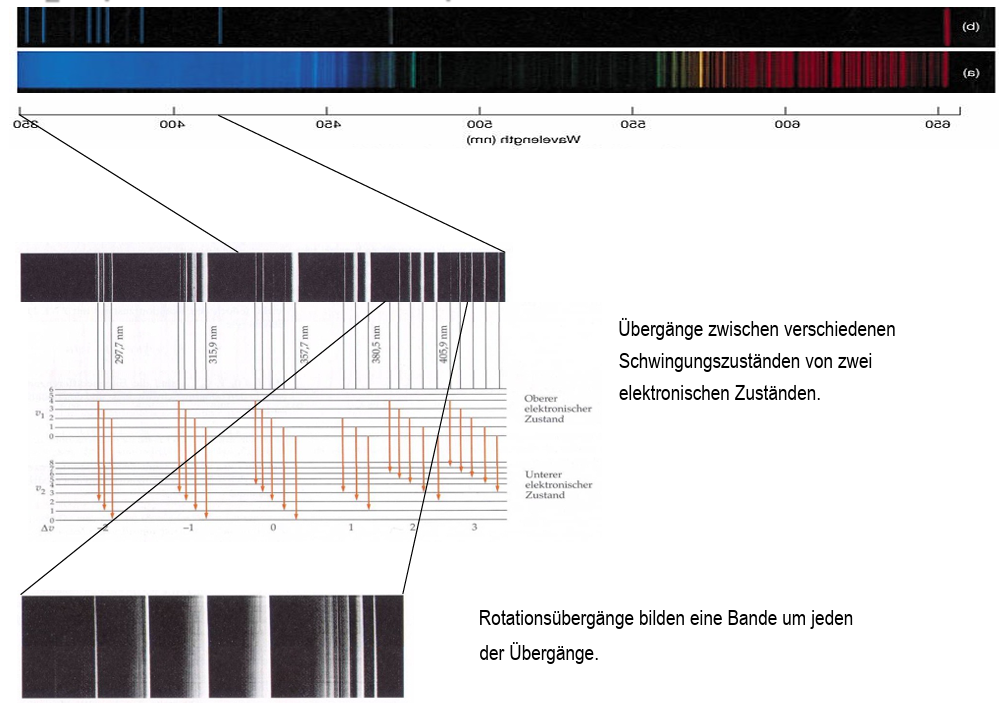 (b)
(a)
350 400 450 500 550 600 650
Wavelength (nm)
297,7 nm 315,9 nm 357,7 nm 380,5 nm 405,9 nm
Übergänge zwischen verschiedenen
Schwingungszuständen von zwei
elektronischen Zuständen.
6
5
4
3
2
1
0
v₁
Oberer
elektronischer
Zustand
8
7
6
5
4
3
2
1
0
v₂
Unterer
elektronischer
Zustand
Δv -2 -1 0 1 2 3
Rotationsübergänge bilden eine Bande um jeden
der Übergänge.